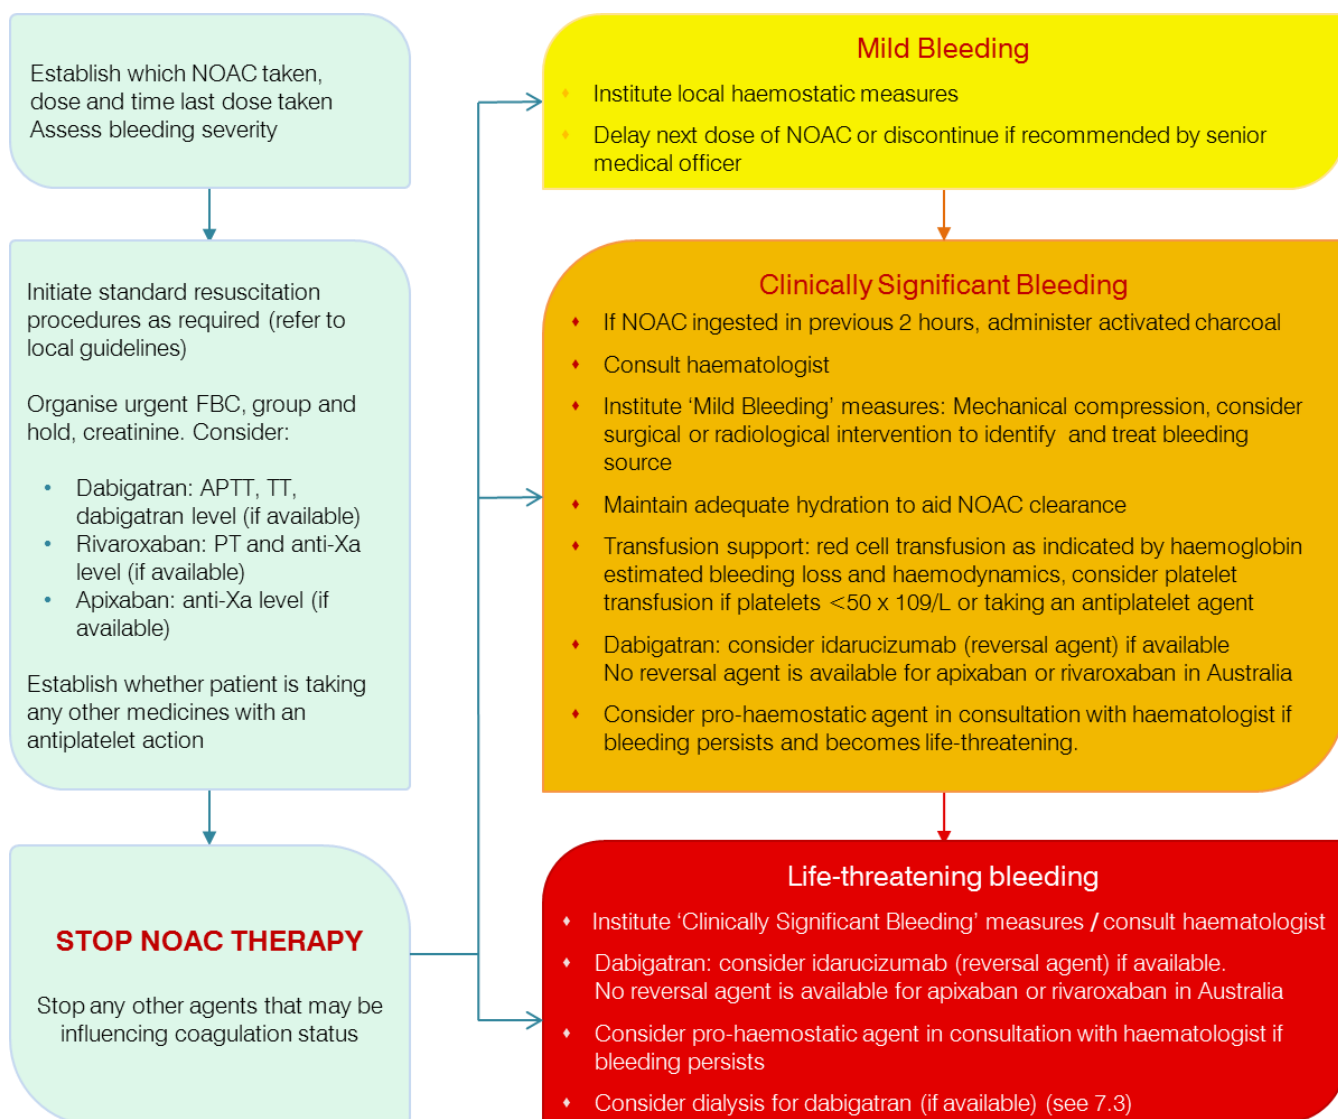 Establish which NOAC taken,
dose and time last dose taken
Assess bleeding severity
Initiate standard resuscitation
procedures as required (refer to
local guidelines)
Organise urgent FBC, group and
hold, creatinine. Consider:
• Dabigatran: APTT, TT,
dabigatran level (if available)
• Rivaroxaban: PT and anti-Xa
level (if available)
• Apixaban: anti-Xa level (if
available)
Establish whether patient is taking
any other medicines with an
antiplatelet action
STOP NOAC THERAPY
Stop any other agents that may be
influencing coagulation status
Mild Bleeding
♦ Institute local haemostatic measures
♦ Delay next dose of NOAC or discontinue if recommended by senior
medical officer
Clinically Significant Bleeding
♦ If NOAC ingested in previous 2 hours, administer activated charcoal
♦ Consult haematologist
♦ Institute ‘Mild Bleeding’ measures: Mechanical compression, consider
surgical or radiological intervention to identify and treat bleeding
source
♦ Maintain adequate hydration to aid NOAC clearance
♦ Transfusion support: red cell transfusion as indicated by haemoglobin
estimated bleeding loss and haemodynamics, consider platelet
transfusion if platelets <50 x 109/L or taking an antiplatelet agent
♦ Dabigatran: consider idarucizumab (reversal agent) if available
No reversal agent is available for apixaban or rivaroxaban in Australia
♦ Consider pro-haemostatic agent in consultation with haematologist if
bleeding persists and becomes life-threatening.
Life-threatening bleeding
♦ Institute ‘Clinically Significant Bleeding’ measures / consult haematologist
♦ Dabigatran: consider idarucizumab (reversal agent) if available.
No reversal agent is available for apixaban or rivaroxaban in Australia
♦ Consider pro-haemostatic agent in consultation with haematologist if
bleeding persists
♦ Consider dialysis for dabigatran (if available) (see 7.3)